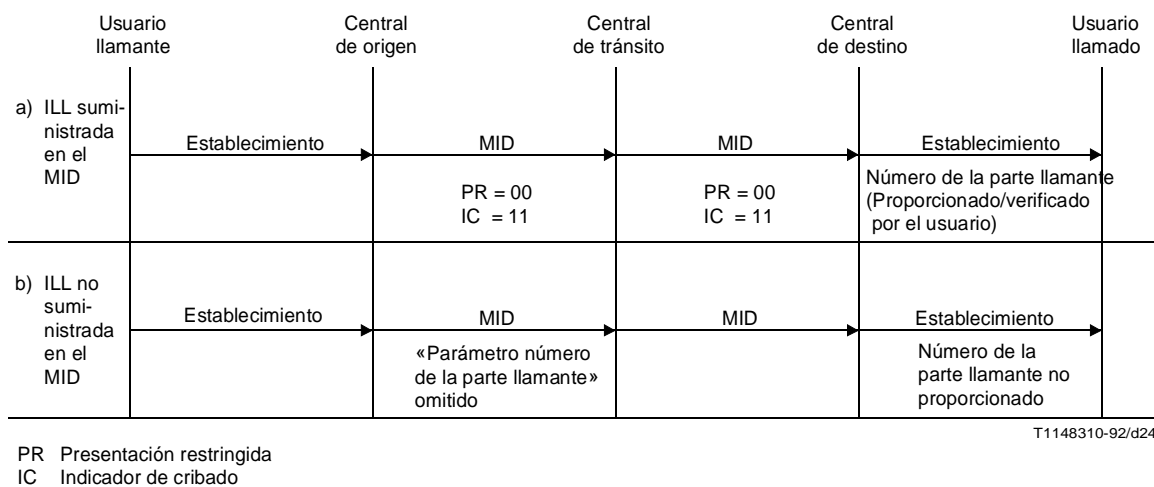 Usuario
llamante
Central
de origen
Central
de tránsito
Central
de destino
Usuario
llamado
a) ILL sumi-
nistrada
en el
MID
Establecimiento
MID
MID
Establecimiento
PR = 00
IC = 11
PR = 00
IC = 11
Número de la parte llamante
(Proporcionado/verificado
por el usuario)
b) ILL no
sumi-
nistrada
en el
MID
Establecimiento
MID
MID
Establecimiento
«Parámetro número
de la parte llamante»
omitido
Número de la
parte llamante no
proporcionado
T1148310-92/d24
PR Presentación restringida
IC Indicador de cribado